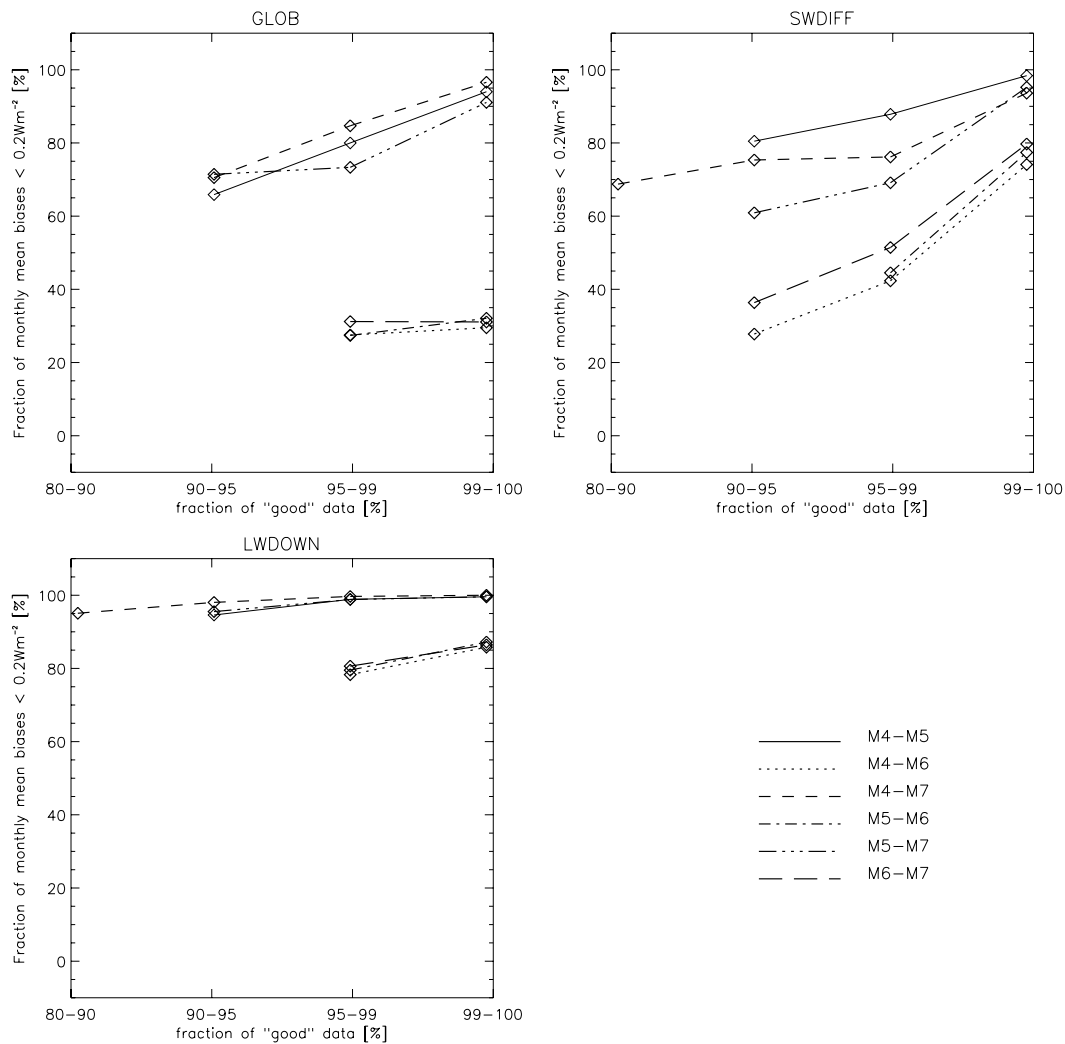 GLOB
Fraction of monthly mean biases < 0.2Wm⁻² [%]
100
80
60
40
20
0
80−90
90−95
95−99
99−100
fraction of "good" data [%]
SWDIFF
Fraction of monthly mean biases < 0.2Wm⁻² [%]
100
80
60
40
20
0
80−90
90−95
95−99
99−100
fraction of "good" data [%]
LWDOWN
Fraction of monthly mean biases < 0.2Wm⁻² [%]
100
80
60
40
20
0
80−90
90−95
95−99
99−100
fraction of "good" data [%]
M4−M5
M4−M6
M4−M7
M5−M6
M5−M7
M6−M7